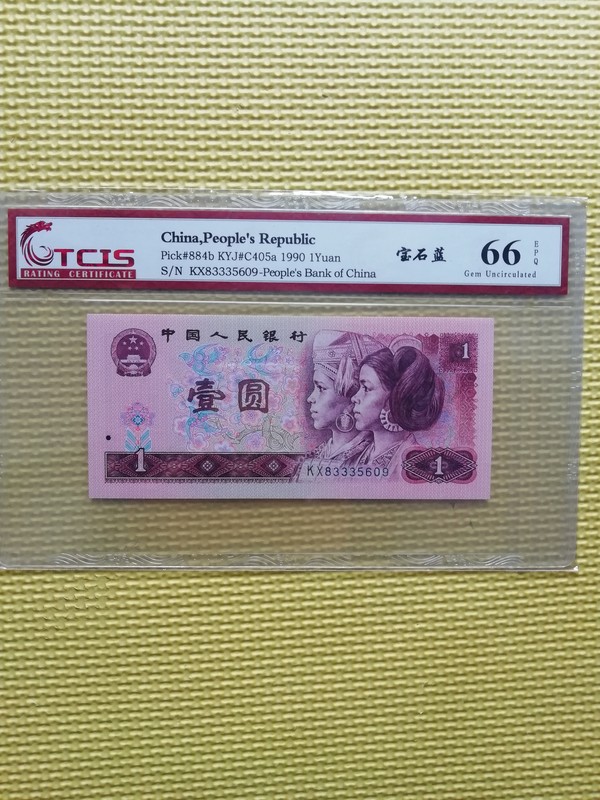 TCIS
RATING CERTIFICATE
China,People's Republic
Pick#884b KYJ#C405a 1990 1Yuan
S/N KX83335609-People's Bank of China
宝石蓝
66
EPQ
Gem Uncirculated
中国人民银行
1
壹圆
1
KX83335609
1